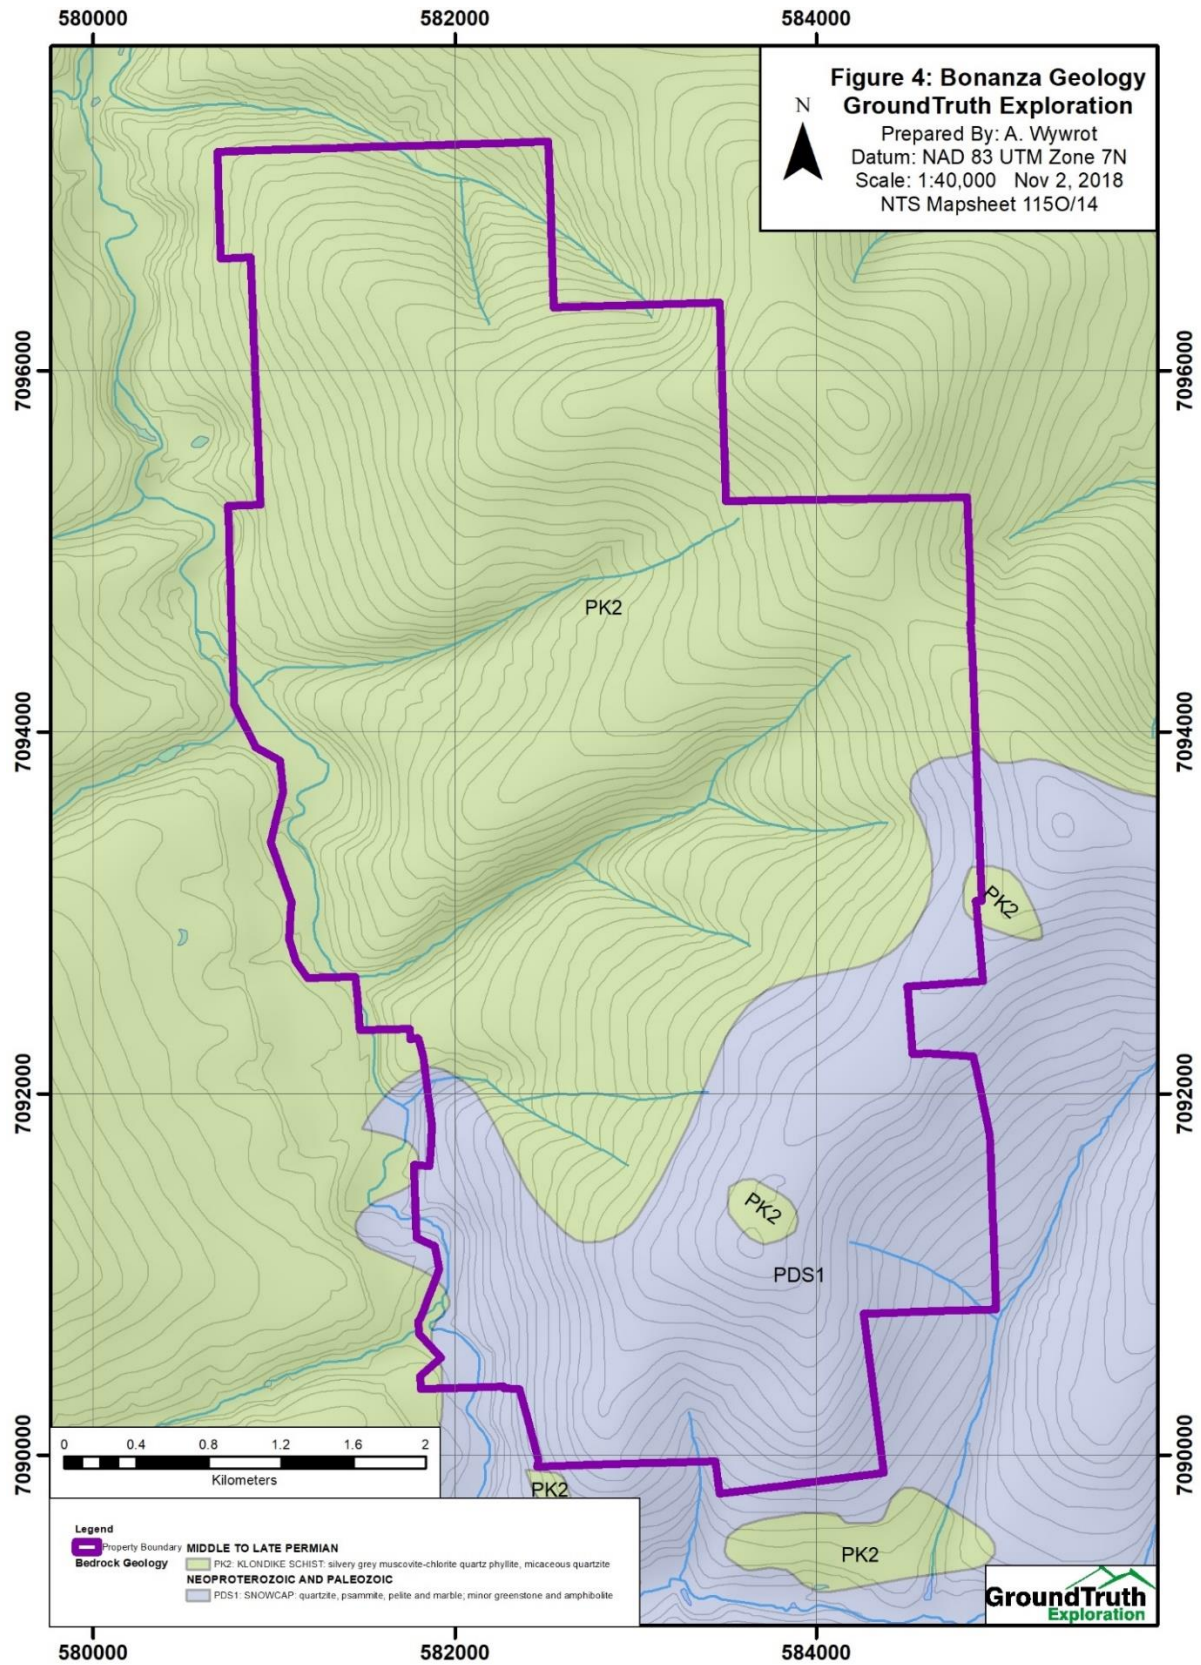 580000 582000 584000
Figure 4: Bonanza Geology
GroundTruth Exploration
N
Prepared By: A. Wywrot
Datum: NAD 83 UTM Zone 7N
Scale: 1:40,000 Nov 2, 2018
NTS Mapsheet 115O/14
7096000 7096000
PK2
7094000 7094000
PK2
7092000 7092000
PK2
PDS1
7090000 7090000
0 0.4 0.8 1.2 1.6 2
Kilometers
PK2
PK2
Legend
Property Boundary
Bedrock Geology
MIDDLE TO LATE PERMIAN
PK2: KLONDIKE SCHIST: silvery grey muscovite-chlorite quartz phyllite, micaceous quartzite
NEOPROTEROZOIC AND PALEOZOIC
PDS1: SNOWCAP: quartzite, psammite, pelite and marble; minor greenstone and amphibolite
GroundTruth
Exploration
580000 582000 584000